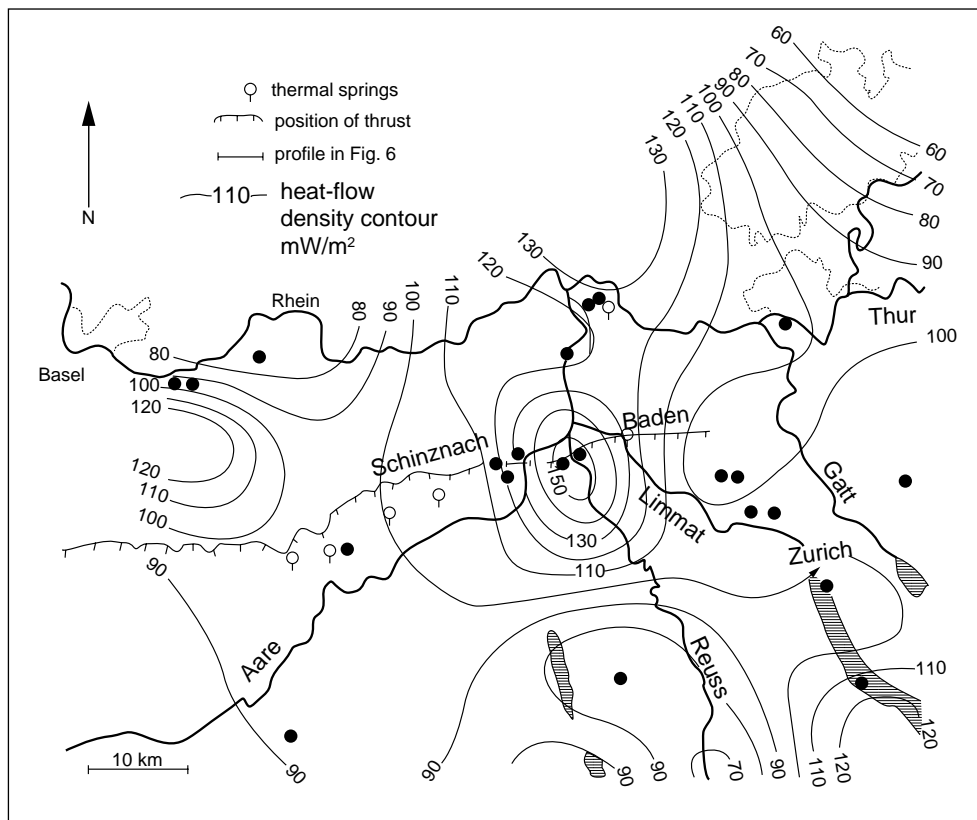 60
70
80
90
100
110
120
130
thermal springs
position of thrust
profile in Fig. 6
110
heat-flow
density contour
mW/m²
N
60
70
80
90
130
120
110
100
Rhein
80
90
Thur
Basel
80
100
120
100
Baden
Schinznach
120
110
100
150
Limmat
Gatt
130
110
Zurich
90
Aare
Reuss
110
120
10 km
90
90
90
90
70
90
110
120